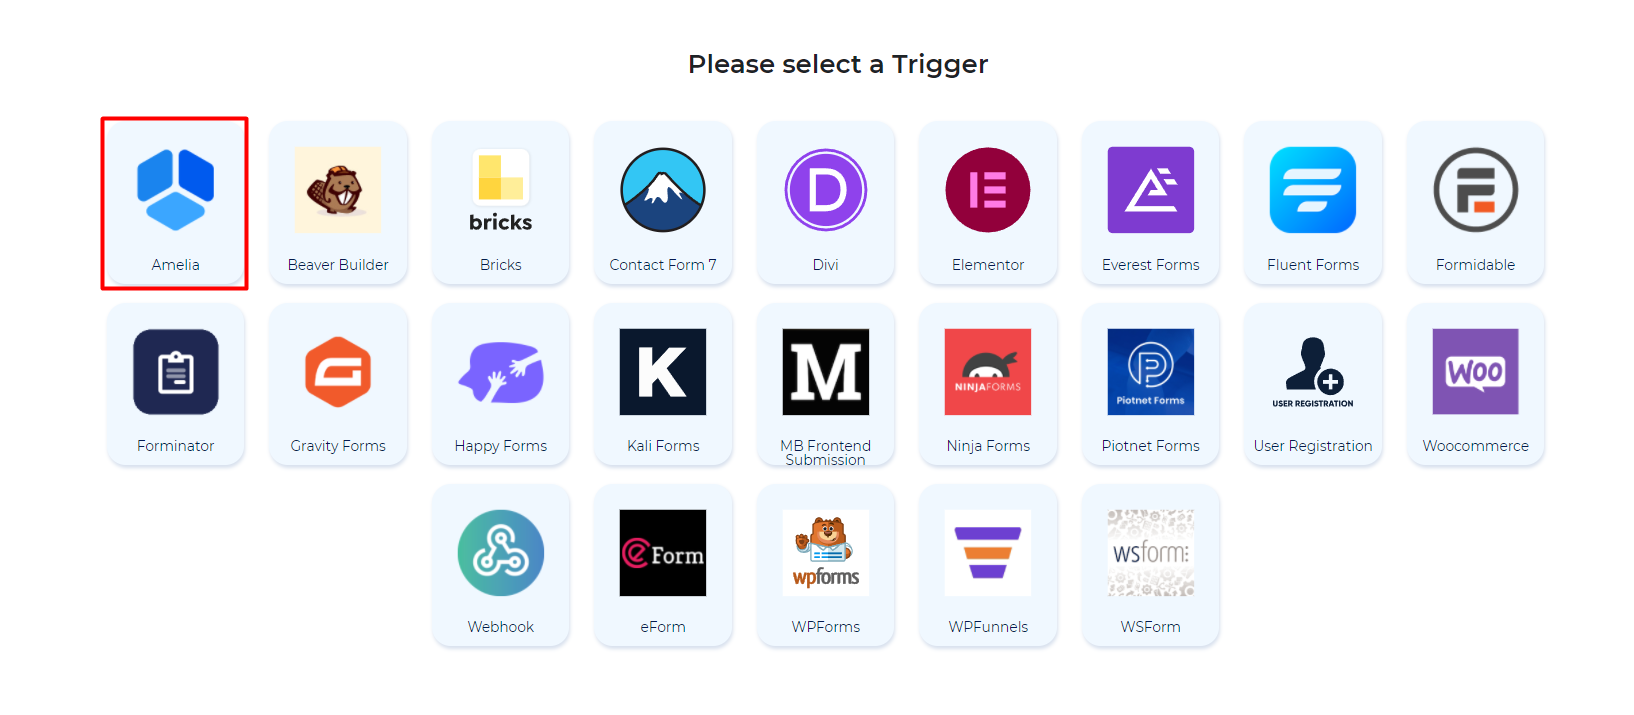 Please select a Trigger
bricks
Amelia
Beaver Builder
Bricks
Contact Form 7
D
Divi
Elementor
Everest Forms
Fluent Forms
F
Formidable
G
K
M
NINJAFORMS
P
Piotnet Forms
USER REGISTRATION
WOO
Forminator
Gravity Forms
Happy Forms
Kali Forms
MB Frontend
Submission
Ninja Forms
Piotnet Forms
User Registration
Woocommerce
eForm
wpforms
wsform
Webhook
eForm
WPForms
WPFunnels
WSForm